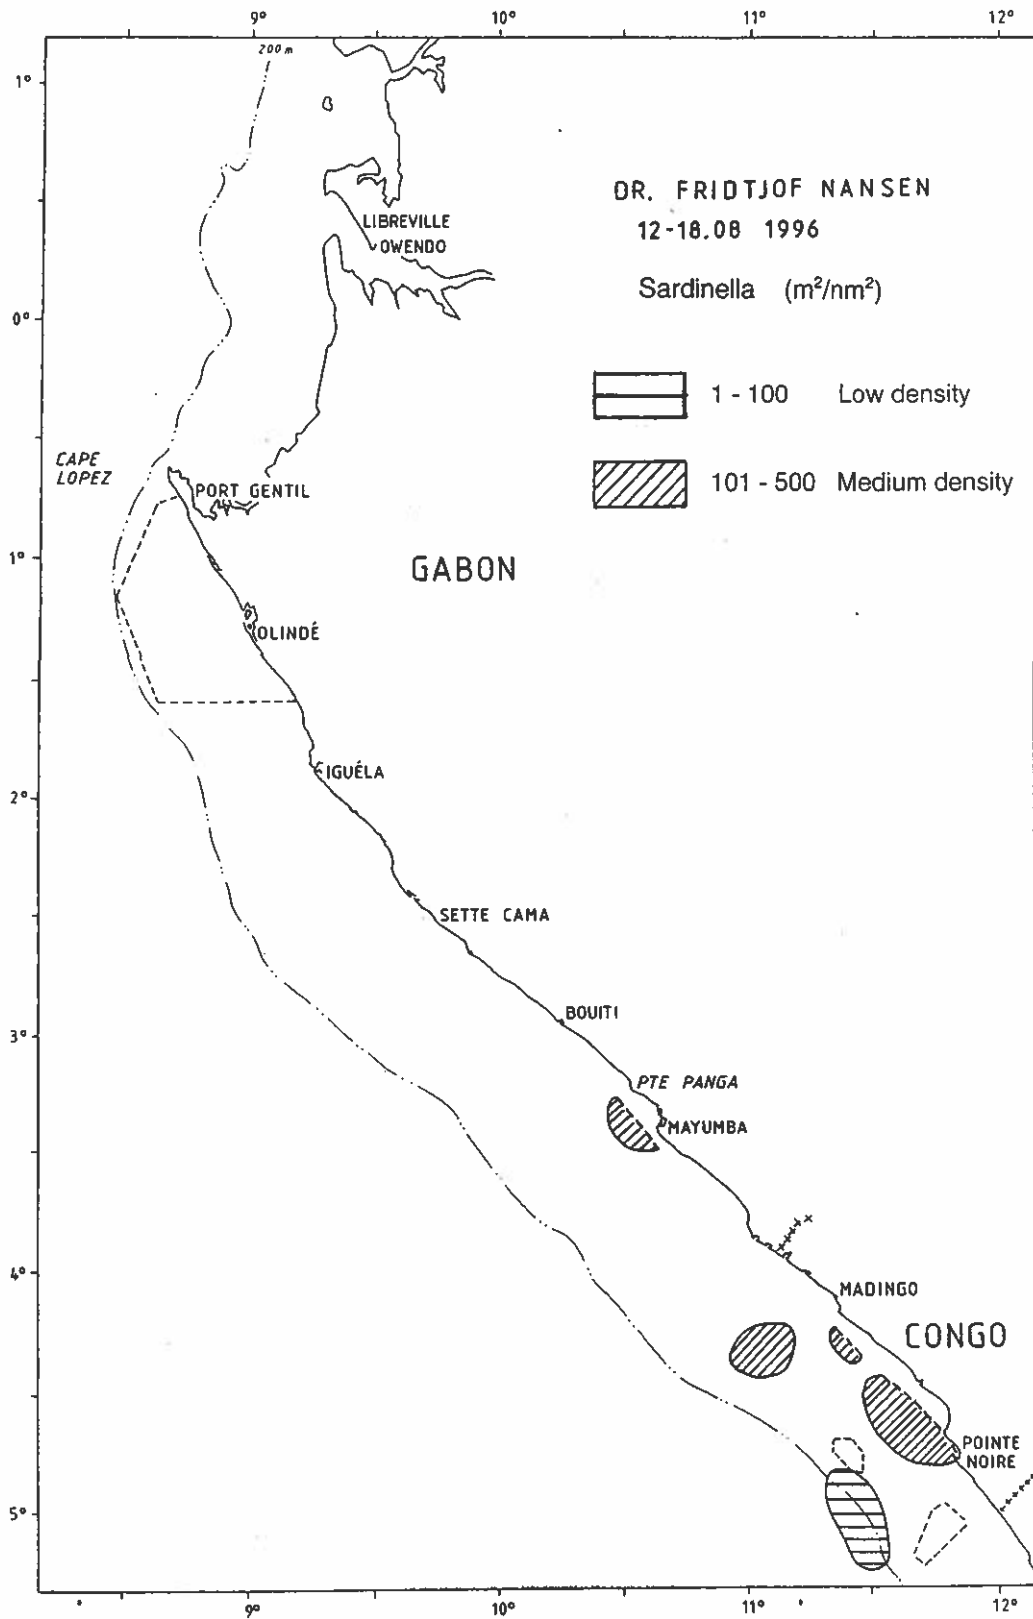 9° 10° 11° 12°
200 m
1°
DR. FRIDTJOF NANSEN
12-18.08 1996
LIBREVILLE
OWENDO
Sardinella (m²/nm²)
0°
1 - 100 Low density
CAPE
LOPEZ
PORT GENTIL
101 - 500 Medium density
1°
GABON
OLINDÉ
IGUÉLA
2°
SETTE CAMA
BOUITI
3°
PTE PANGA
MAYUMBA
4°
MADINGO
CONGO
POINTE
NOIRE
5°
9° 10° 11° 12°